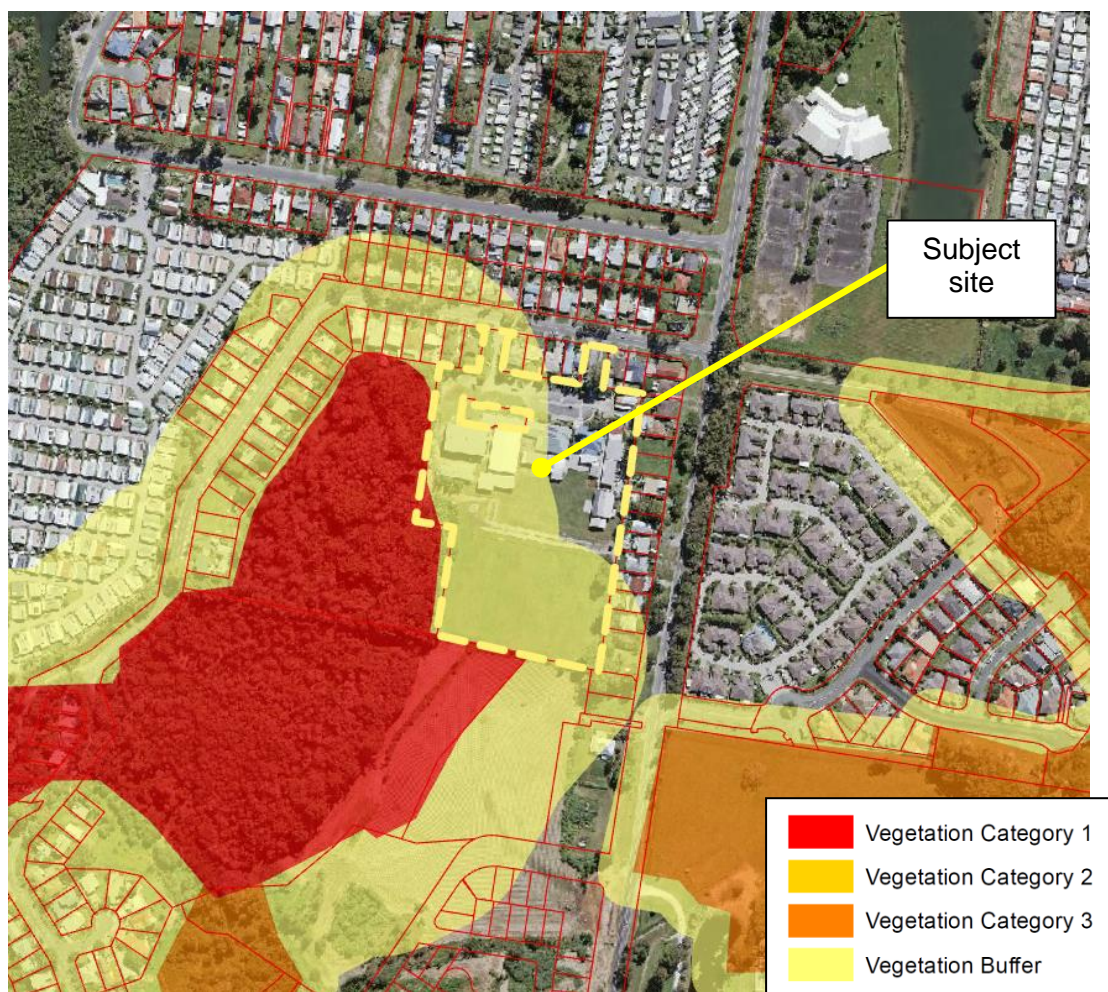 Subject
site
Vegetation Category 1
Vegetation Category 2
Vegetation Category 3
Vegetation Buffer